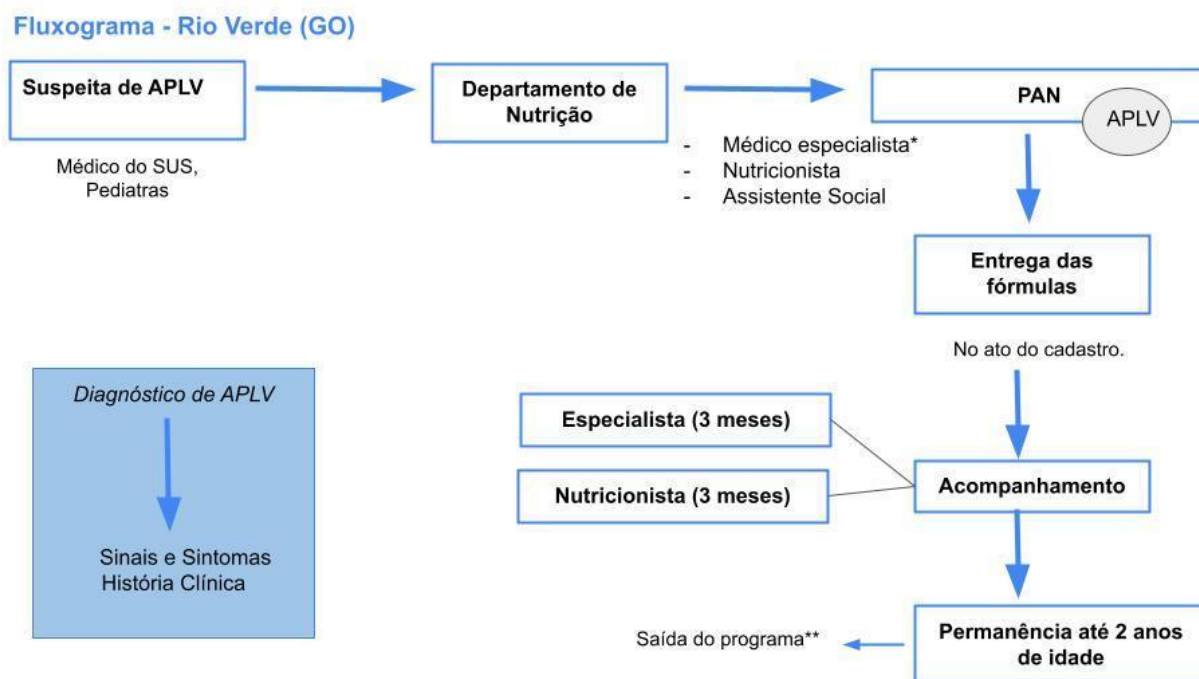 Fluxograma - Rio Verde (GO)
Suspeita de APLV
Médico do SUS,
Pediatras
Departamento de
Nutrição
- Médico especialista*
- Nutricionista
- Assistente Social
PAN
APLV
Entrega das
fórmulas
No ato do cadastro.
Diagnóstico de APLV
Sinais e Sintomas
História Clínica
Especialista (3 meses)
Nutricionista (3 meses)
Acompanhamento
Permanência até 2 anos
de idade
Saída do programa**